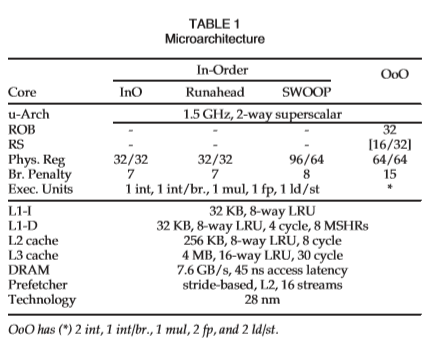 TABLE 1
Microarchitecture
In-Order OoO
Core InO Runahead SWOOP
u-Arch 1.5 GHz, 2-way superscalar
ROB - - - 32
RS - - - [16/32]
Phys. Reg 32/32 32/32 96/64 64/64
Br. Penalty 7 7 8 15
Exec. Units 1 int, 1 int/br., 1 mul, 1 fp, 1 ld/st *
L1-I 32 KB, 8-way LRU
L1-D 32 KB, 8-way LRU, 4 cycle, 8 MSHRs
L2 cache 256 KB, 8-way LRU, 8 cycle
L3 cache 4 MB, 16-way LRU, 30 cycle
DRAM 7.6 GB/s, 45 ns access latency
Prefetcher stride-based, L2, 16 streams
Technology 28 nm
OoO has (*) 2 int, 1 int/br., 1 mul, 2 fp, and 2 ld/st.